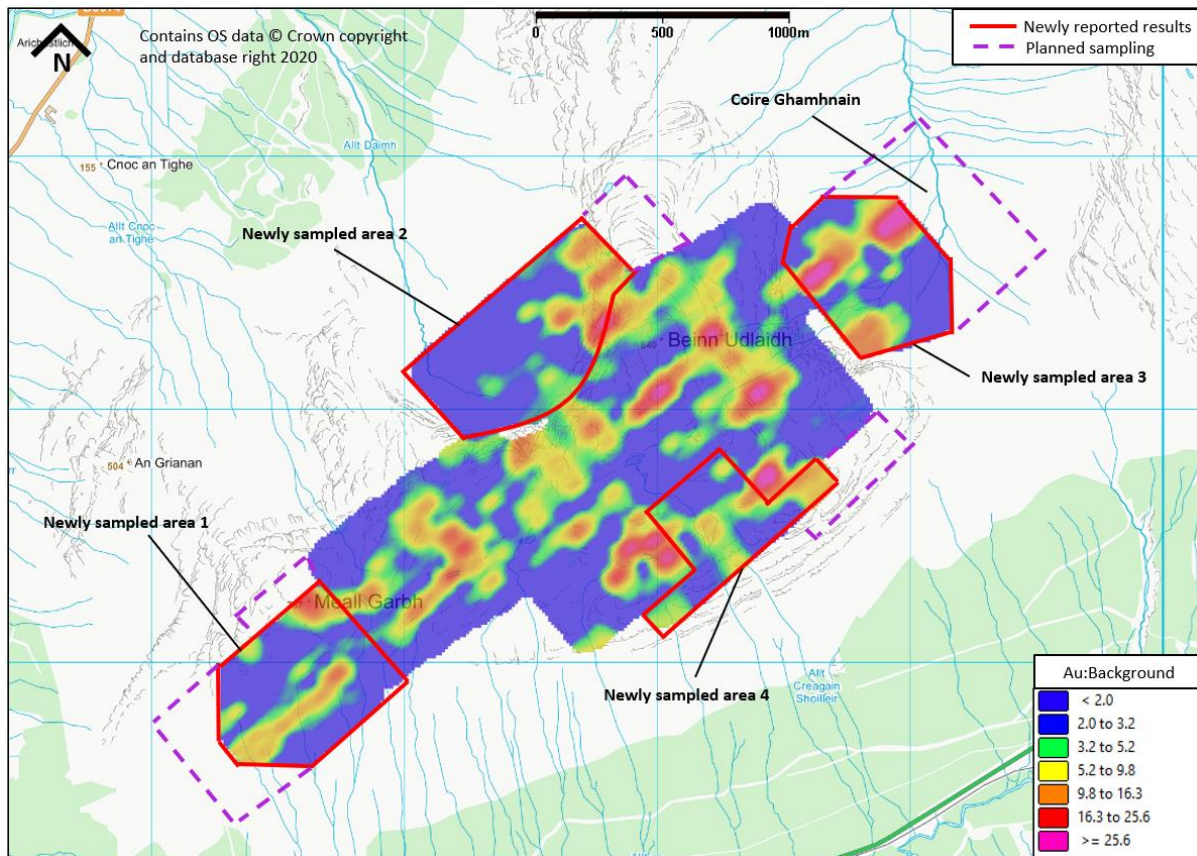 Arichastlich
N
Contains OS data © Crown copyright
and database right 2020
0 500 1000m
Newly reported results
Planned sampling
Coire Ghamhnain
Allt Daimh
155 Cnoc an Tighe
Allt Cnoc
an Tighe
Newly sampled area 2
Beinn Udlaidh
Newly sampled area 3
504 An Grianan
Newly sampled area 1
Meall Garbh
Newly sampled area 4
Allt
Creagain
Shoilleir
Au:Background
< 2.0
2.0 to 3.2
3.2 to 5.2
5.2 to 9.8
9.8 to 16.3
16.3 to 25.6
>= 25.6